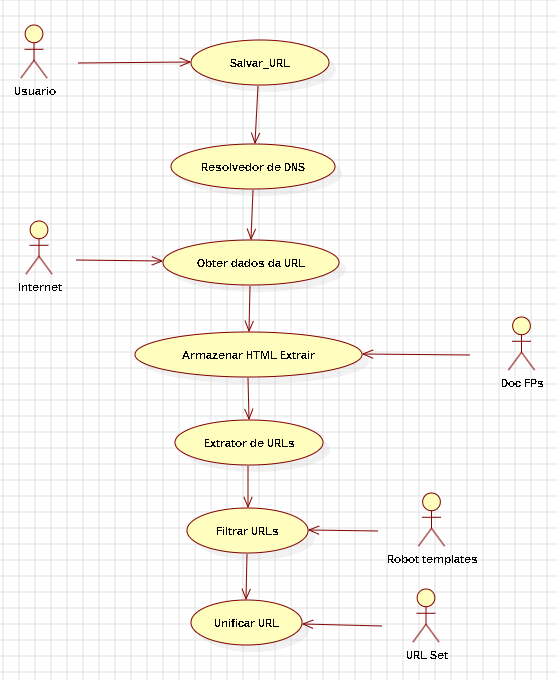 Salvar_URL
Usuario
Resolvedor de DNS
Obter dados da URL
Internet
Armazenar HTML Extrair
Doc FPs
Extrator de URLs
Filtrar URLs
Robot templates
Unificar URL
URL Set